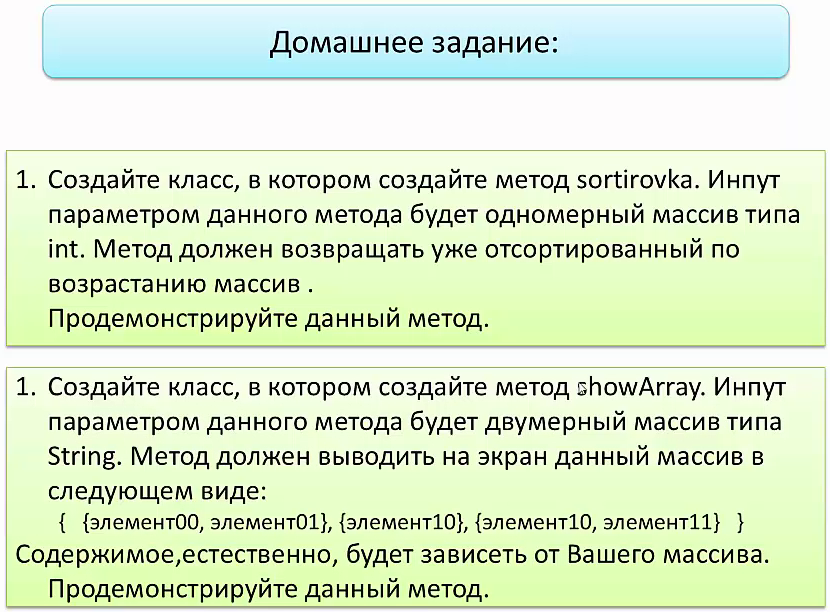 Домашнее задание:
1. Создайте класс, в котором создайте метод sortirovka. Инпут
параметром данного метода будет одномерный массив типа
int. Метод должен возвращать уже отсортированный по
возрастанию массив .
Продемонстрируйте данный метод.
1. Создайте класс, в котором создайте метод showArray. Инпут
параметром данного метода будет двумерный массив типа
String. Метод должен выводить на экран данный массив в
следующем виде:
{ {элемент00, элемент01}, {элемент10}, {элемент10, элемент11} }
Содержимое,естественно, будет зависеть от Вашего массива.
Продемонстрируйте данный метод.